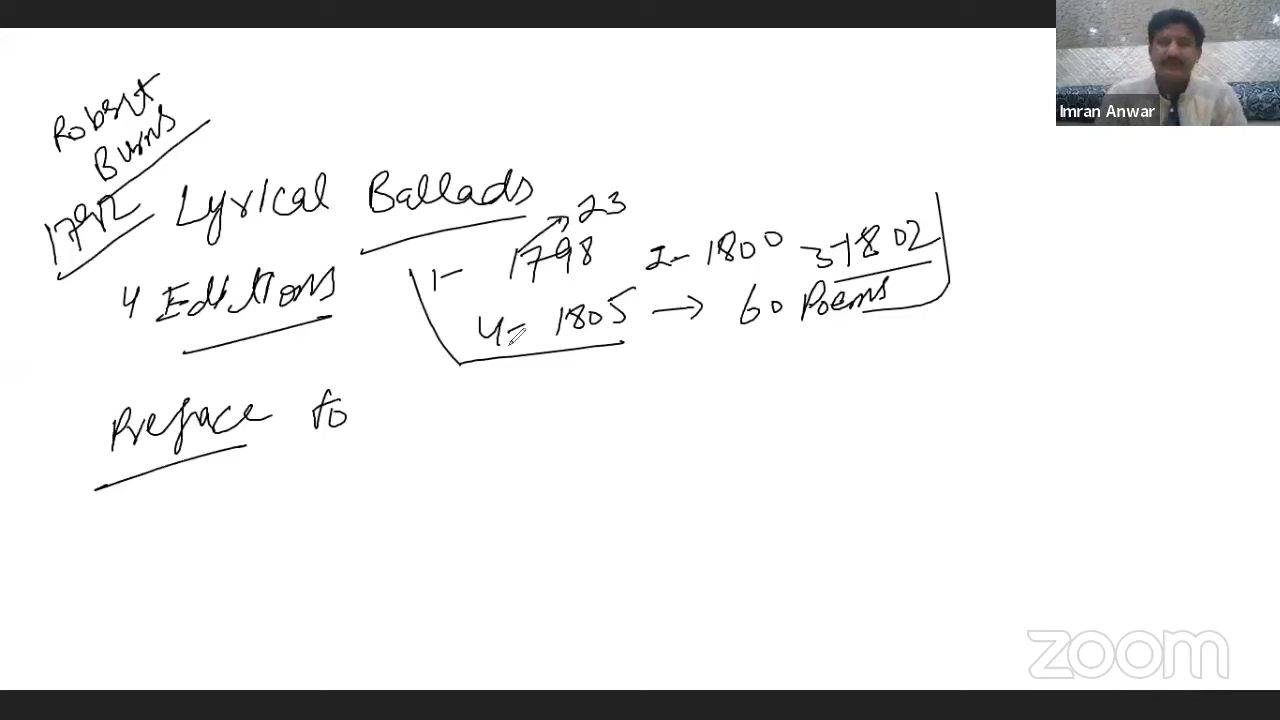 Imran Anwar
Robert
Burns
Lyrical Ballads
4 Editions
1- 1798 → 23 2- 1800 3- 1802
4- 1805 → 60 Poems
Preface to
zoom